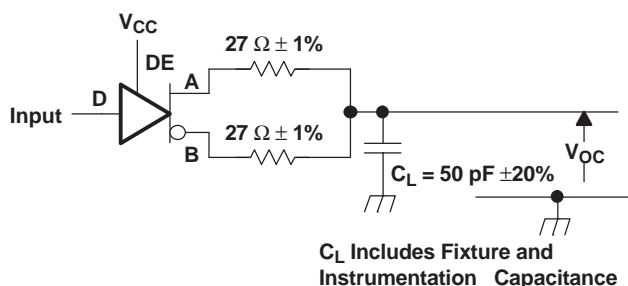 VCC
DE
27 Ω ± 1%
A
D
Input
27 Ω ± 1%
B
VOC
CL = 50 pF ±20%
CL Includes Fixture and
Instrumentation Capacitance